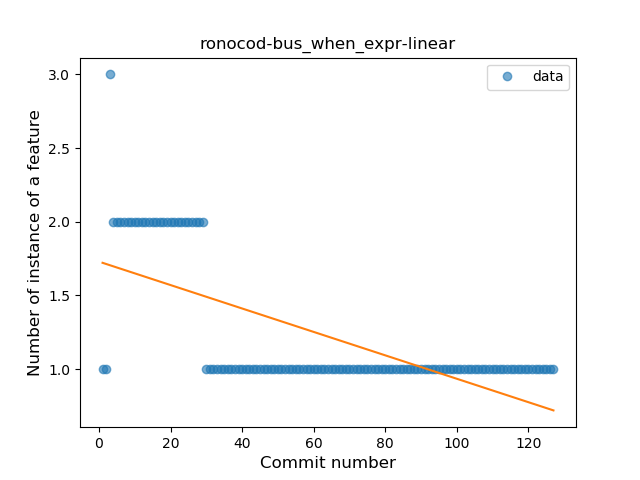 ronocod-bus_when_expr-linear
data
Number of instance of a feature
3.0
2.5
2.0
1.5
1.0
0 20 40 60 80 100 120
Commit number